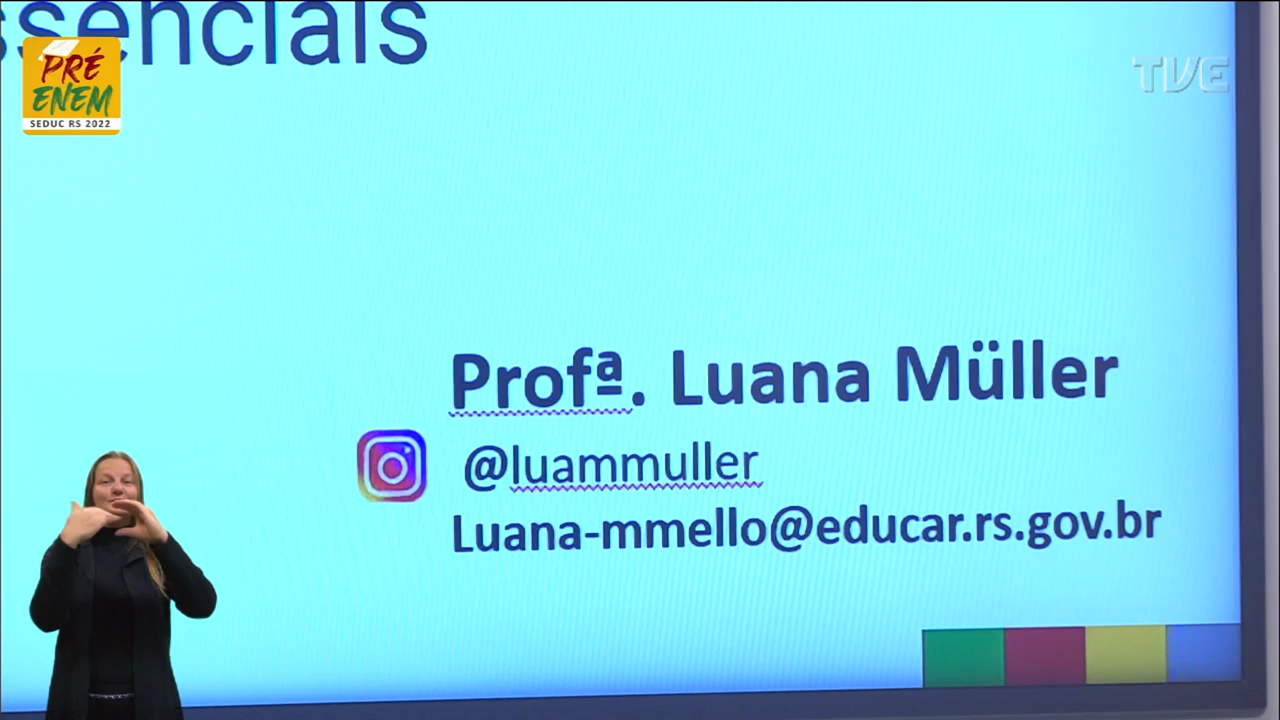 ssenciais
PRÉ
ENEM
SEDUC RS 2022
TVE
Profª. Luana Müller
@luammuller
Luana-mmello@educar.rs.gov.br